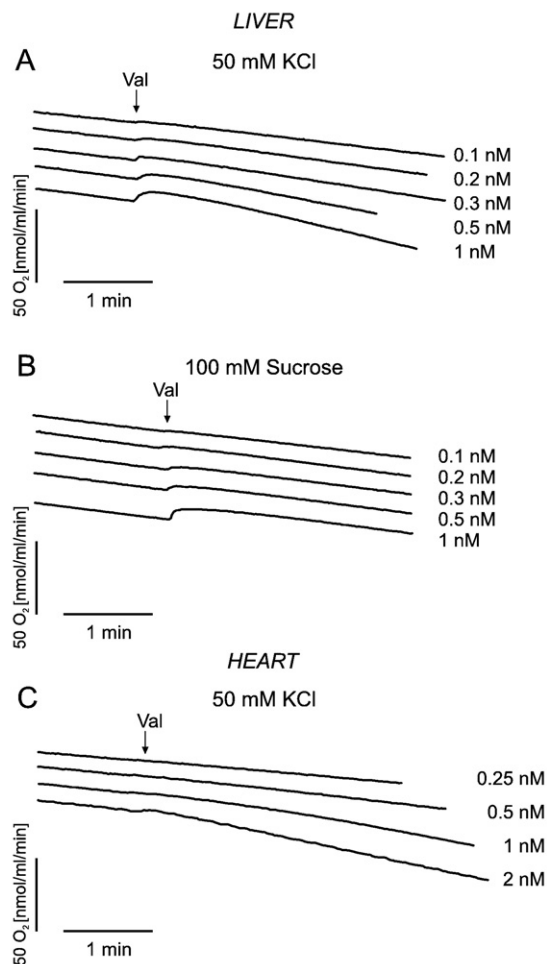 LIVER
A
50 mM KCl
Val
0.1 nM
0.2 nM
0.3 nM
0.5 nM
1 nM
50 O2 [nmol/ml/min]
1 min
B
100 mM Sucrose
Val
0.1 nM
0.2 nM
0.3 nM
0.5 nM
1 nM
50 O2 [nmol/ml/min]
1 min
HEART
C
50 mM KCl
Val
0.25 nM
0.5 nM
1 nM
2 nM
50 O2 [nmol/ml/min]
1 min